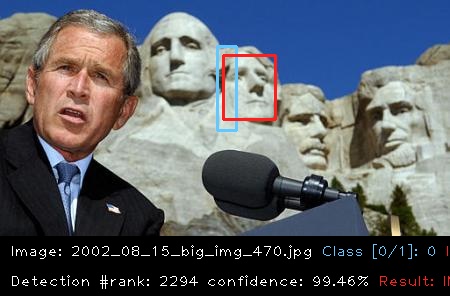 Image: 2002_08_15_big_img_470.jpg Class [0/1]: 0
Detection #rank: 2294 confidence: 99.46% Result: